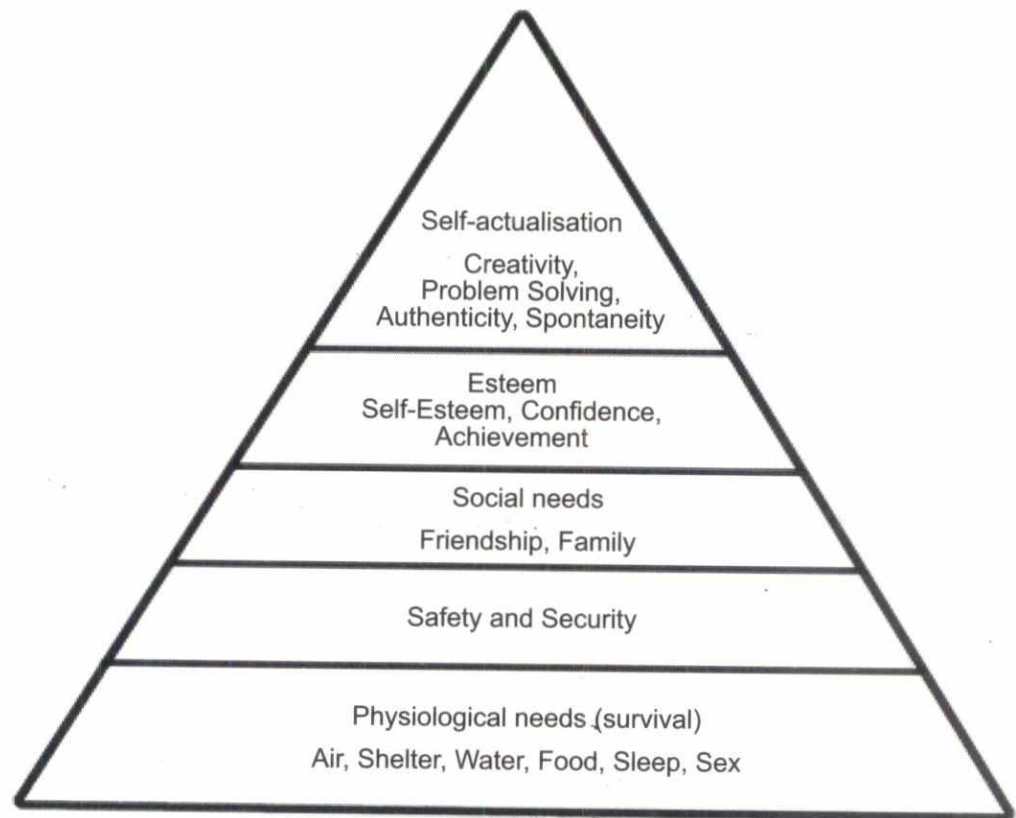 Self-actualisation
Creativity,
Problem Solving,
Authenticity, Spontaneity
Esteem
Self-Esteem, Confidence,
Achievement
Social needs
Friendship, Family
Safety and Security
Physiological needs (survival)
Air, Shelter, Water, Food, Sleep, Sex